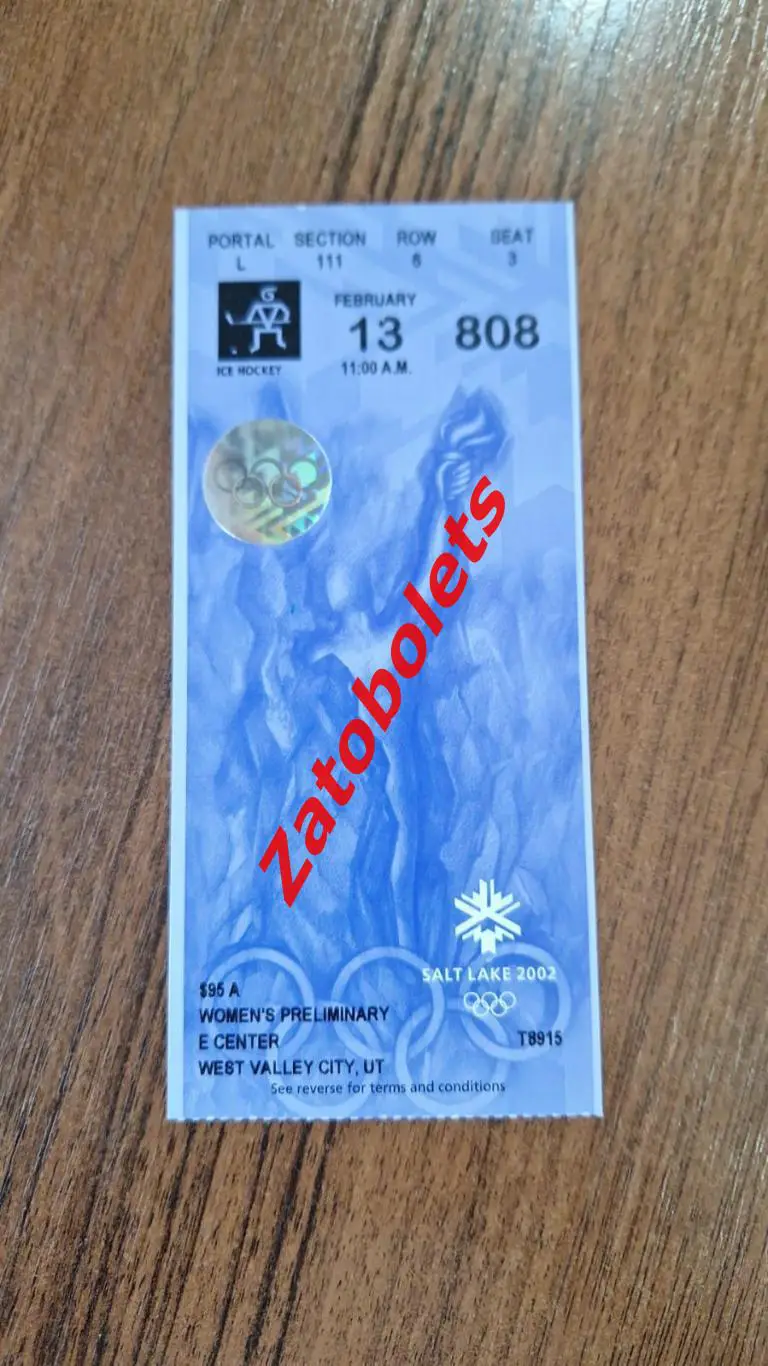 PORTAL SECTION ROW SEAT
L 111 6 3
FEBRUARY
13 808
11:00 A.M.
ICE HOCKEY
Zatobolets
SALT LAKE 2002
$95 A
WOMEN'S PRELIMINARY
E CENTER T8915
WEST VALLEY CITY, UT
See reverse for terms and conditions